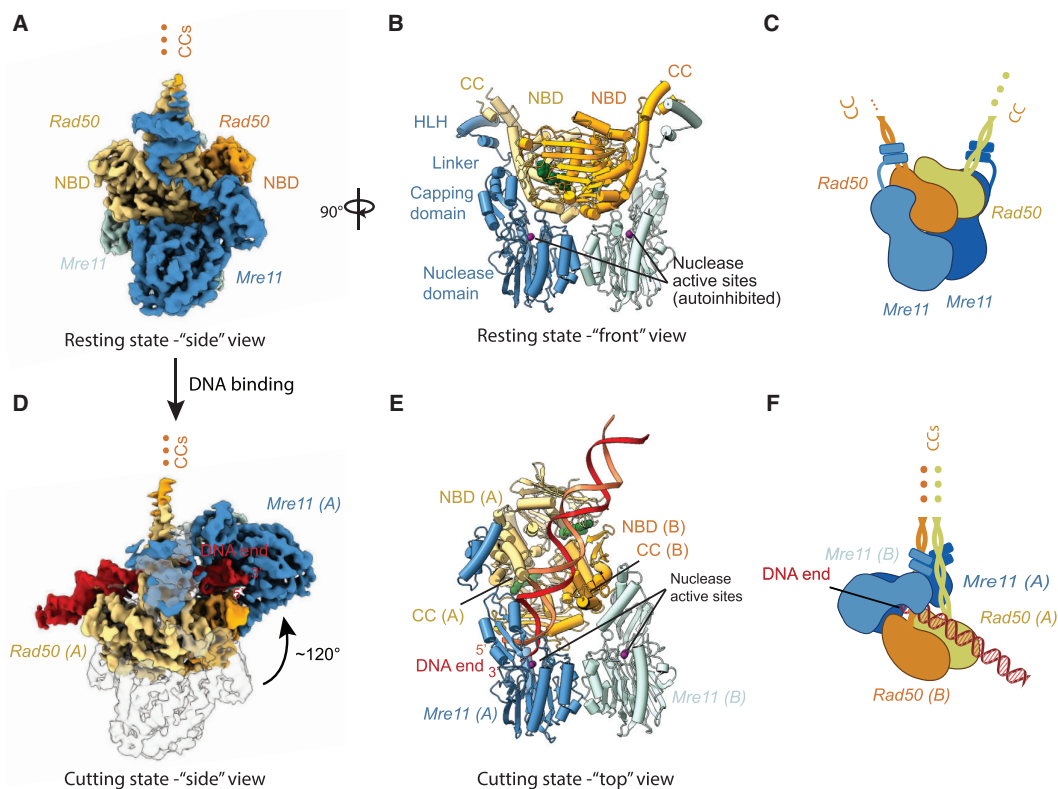 A
CCs
Rad50
Rad50
NBD
NBD
Mre11
Mre11
Resting state -“side” view
90°
B
CC
NBD
NBD
CC
HLH
Linker
Capping
domain
Nuclease
domain
Nuclease
active sites
(autoinhibited)
Resting state -“front” view
C
CC
CC
Rad50
Rad50
Mre11
Mre11
DNA binding
D
CCs
Mre11 (A)
DNA end
3'
5'
Rad50 (A)
~120°
Cutting state -“side” view
E
NBD (A)
NBD (B)
CC (B)
CC (A)
Nuclease
active sites
5'
DNA end
3'
Mre11 (A)
Mre11 (B)
Cutting state -“top” view
F
CCs
Mre11 (B)
DNA end
Mre11 (A)
Rad50 (A)
Rad50 (B)